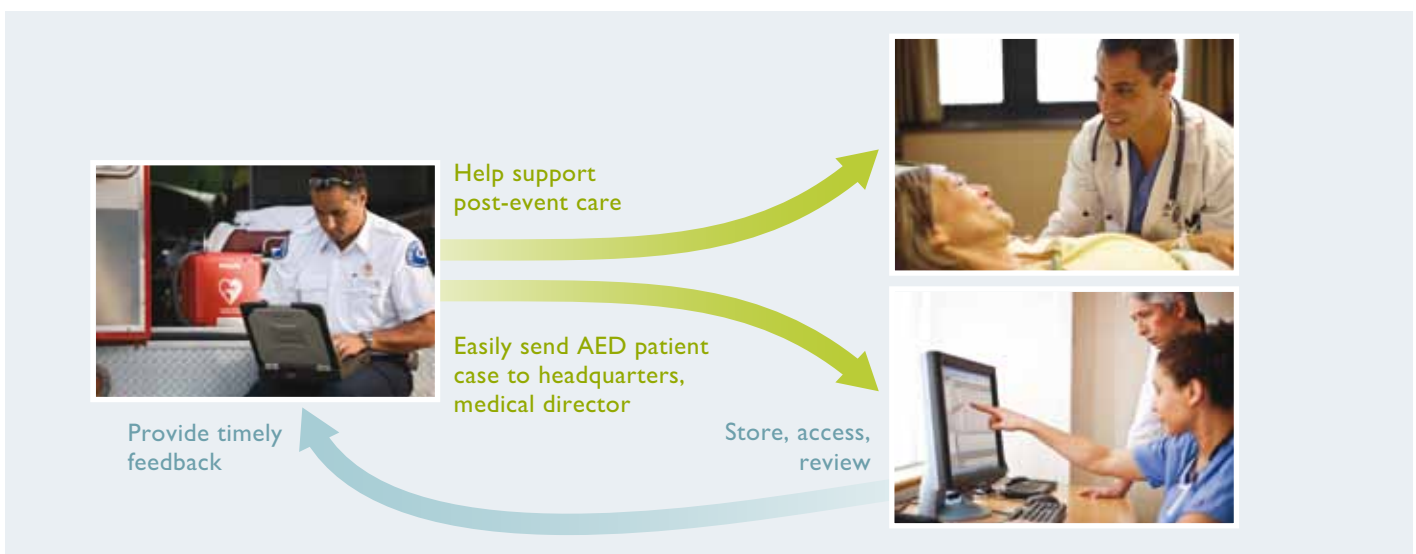 Help support
post-event care
Easily send AED patient
case to headquarters,
medical director
Provide timely
feedback
Store, access,
review